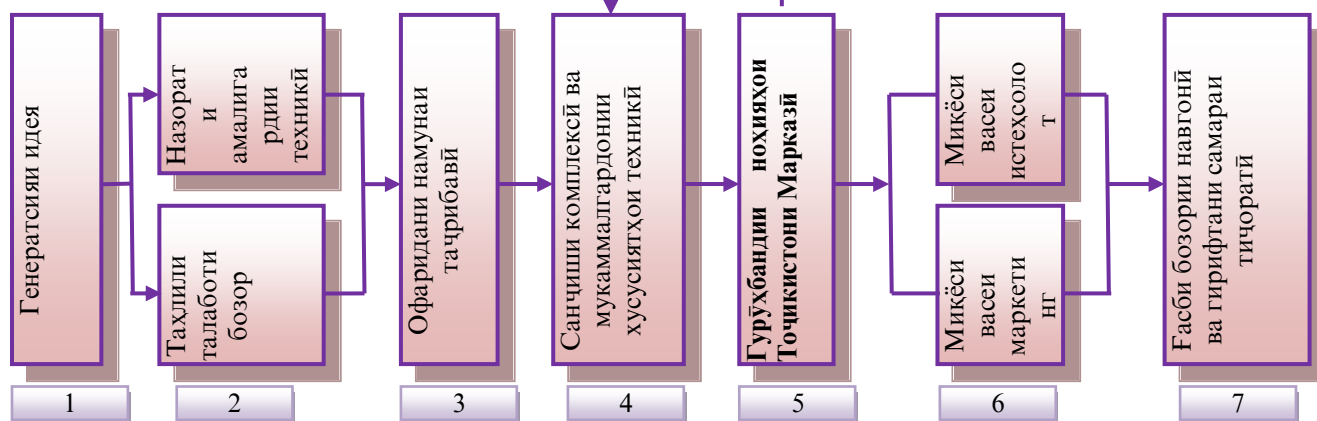 Генератсияи идея
Назорат
и
амалига
рдии
техникӣ
Таҳлили
талаботи
бозор
Офаридани намунаи
таҷрибавӣ
Санҷиши комплексӣ ва
мукаммалгардонии
хусусиятҳои техникӣ
Гурӯҳбандии ноҳияҳои
Тоҷикистони Марказӣ
Миқёси
васеи
истеҳсоло
т
Миқёси
васеи
маркети
нг
Ғасби бозории навгонӣ
ва гирифтани самараи
тиҷоратӣ
1
2
3
4
5
6
7